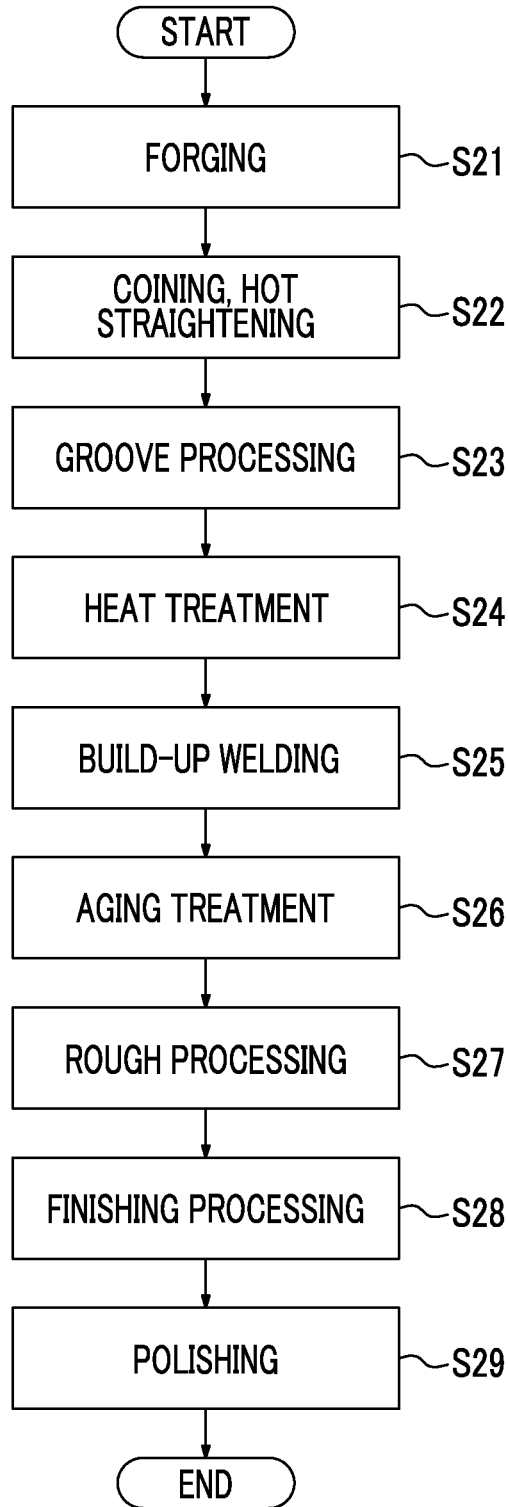 START
FORGING
S21
COINING, HOT
STRAIGHTENING
S22
GROOVE PROCESSING
S23
HEAT TREATMENT
S24
BUILD-UP WELDING
S25
AGING TREATMENT
S26
ROUGH PROCESSING
S27
FINISHING PROCESSING
S28
POLISHING
S29
END